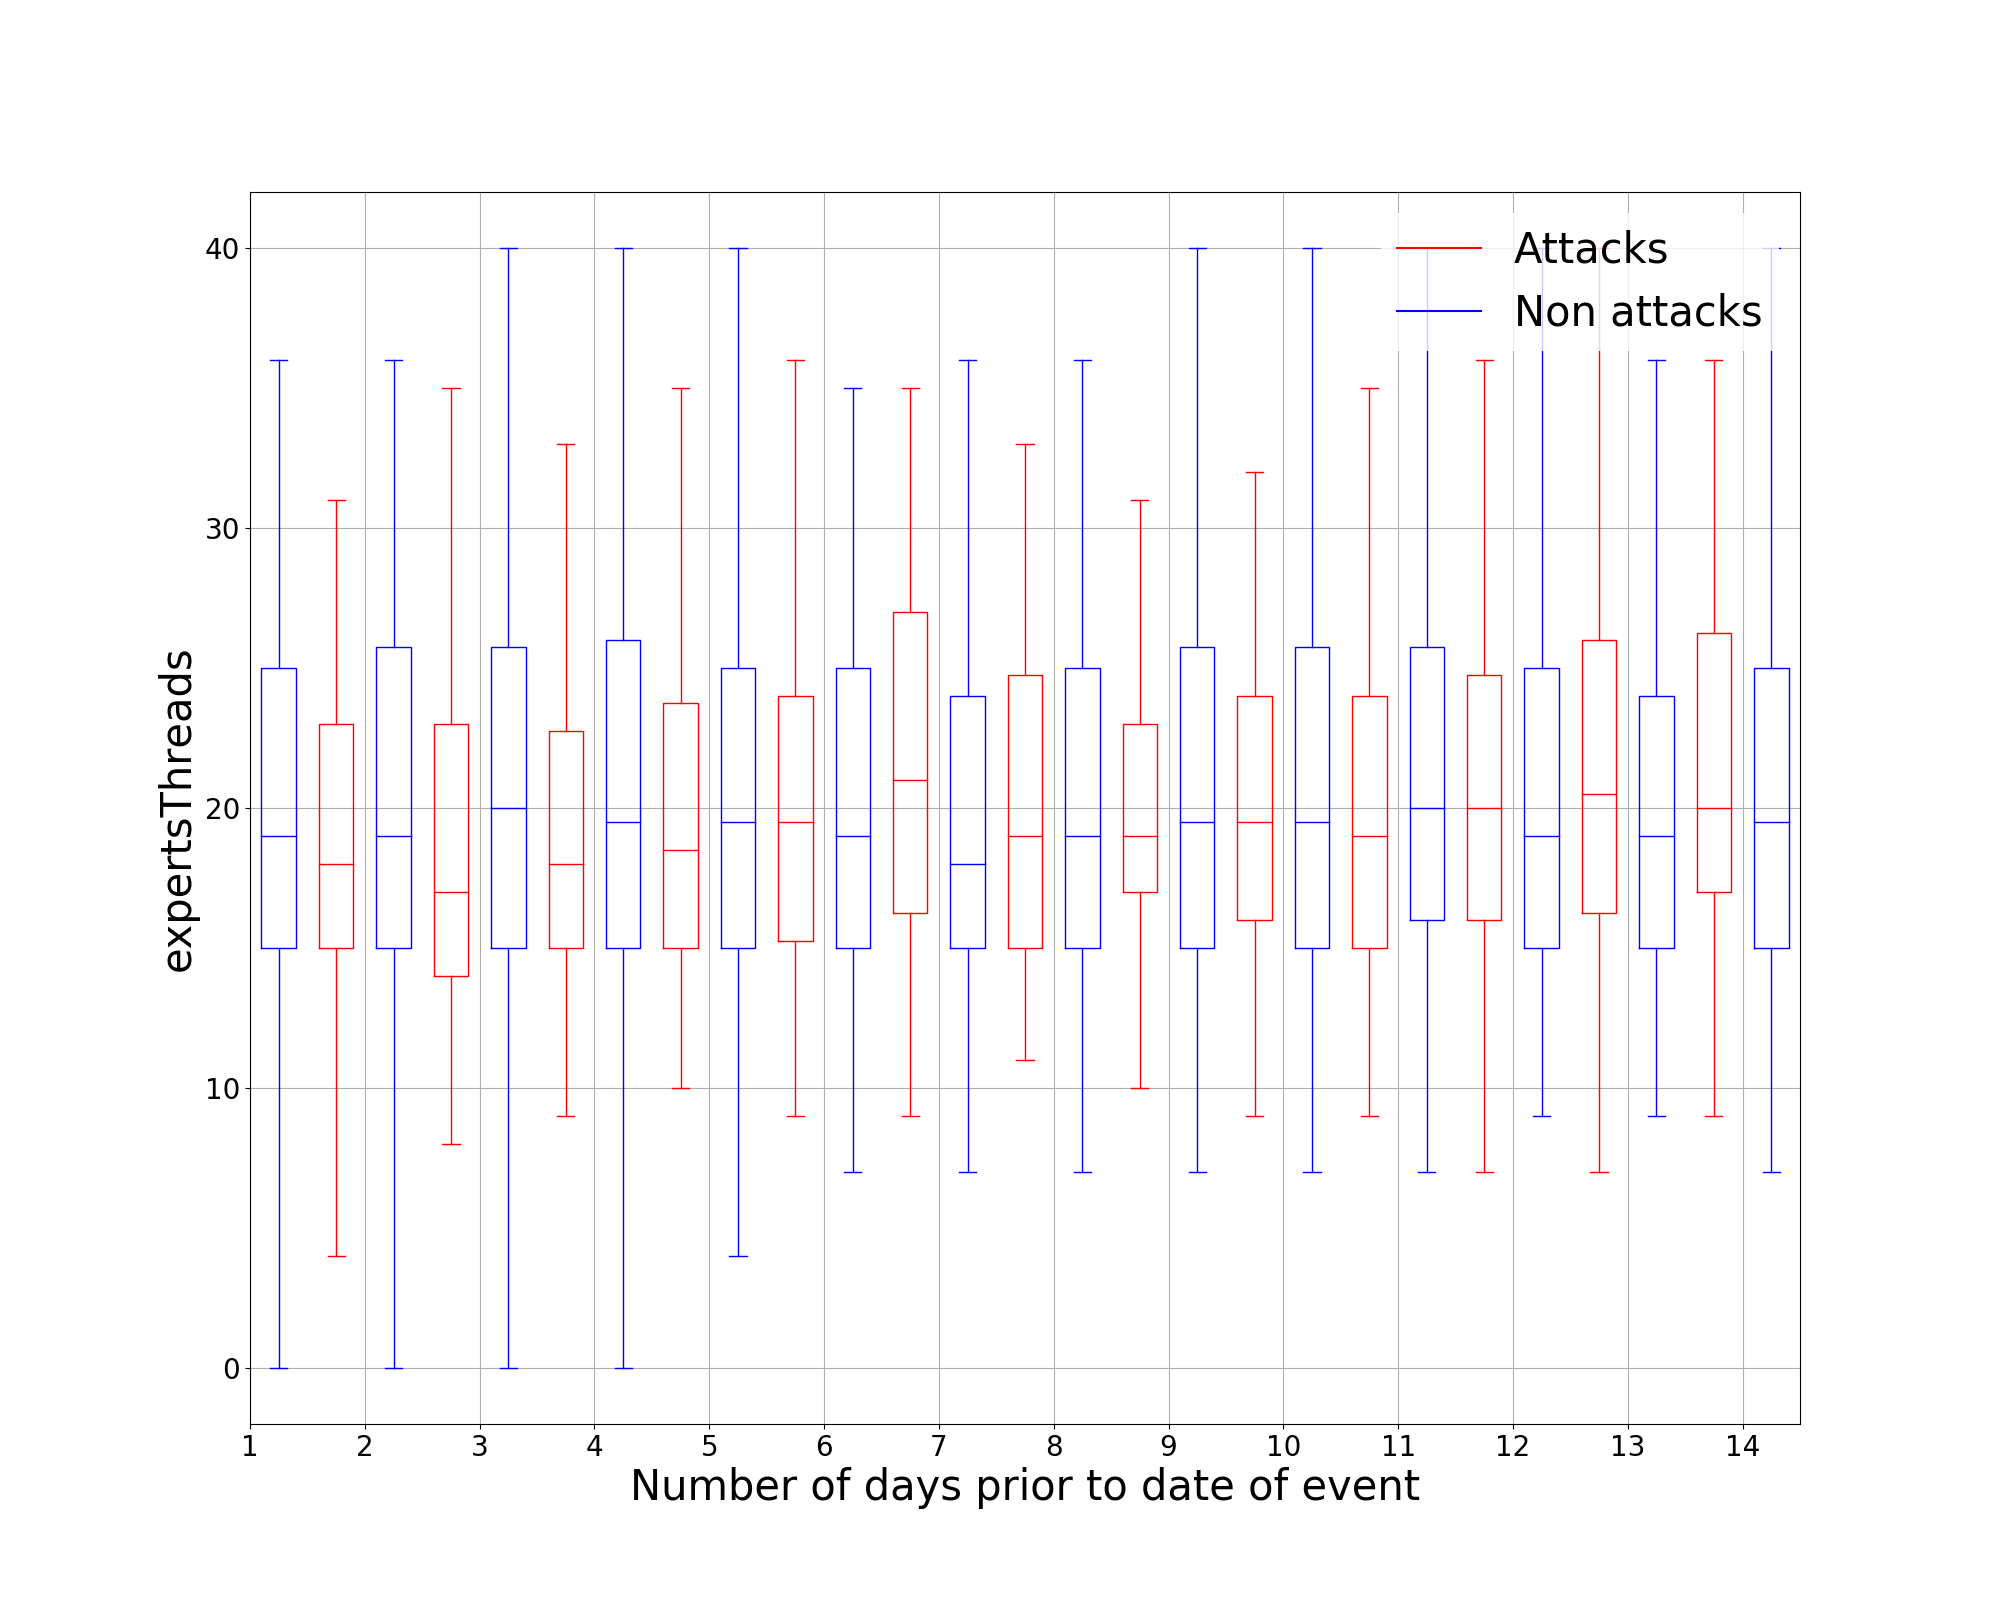 Attacks
Non attacks
expertsThreads
40
30
20
10
0
1 2 3 4 5 6 7 8 9 10 11 12 13 14
Number of days prior to date of event